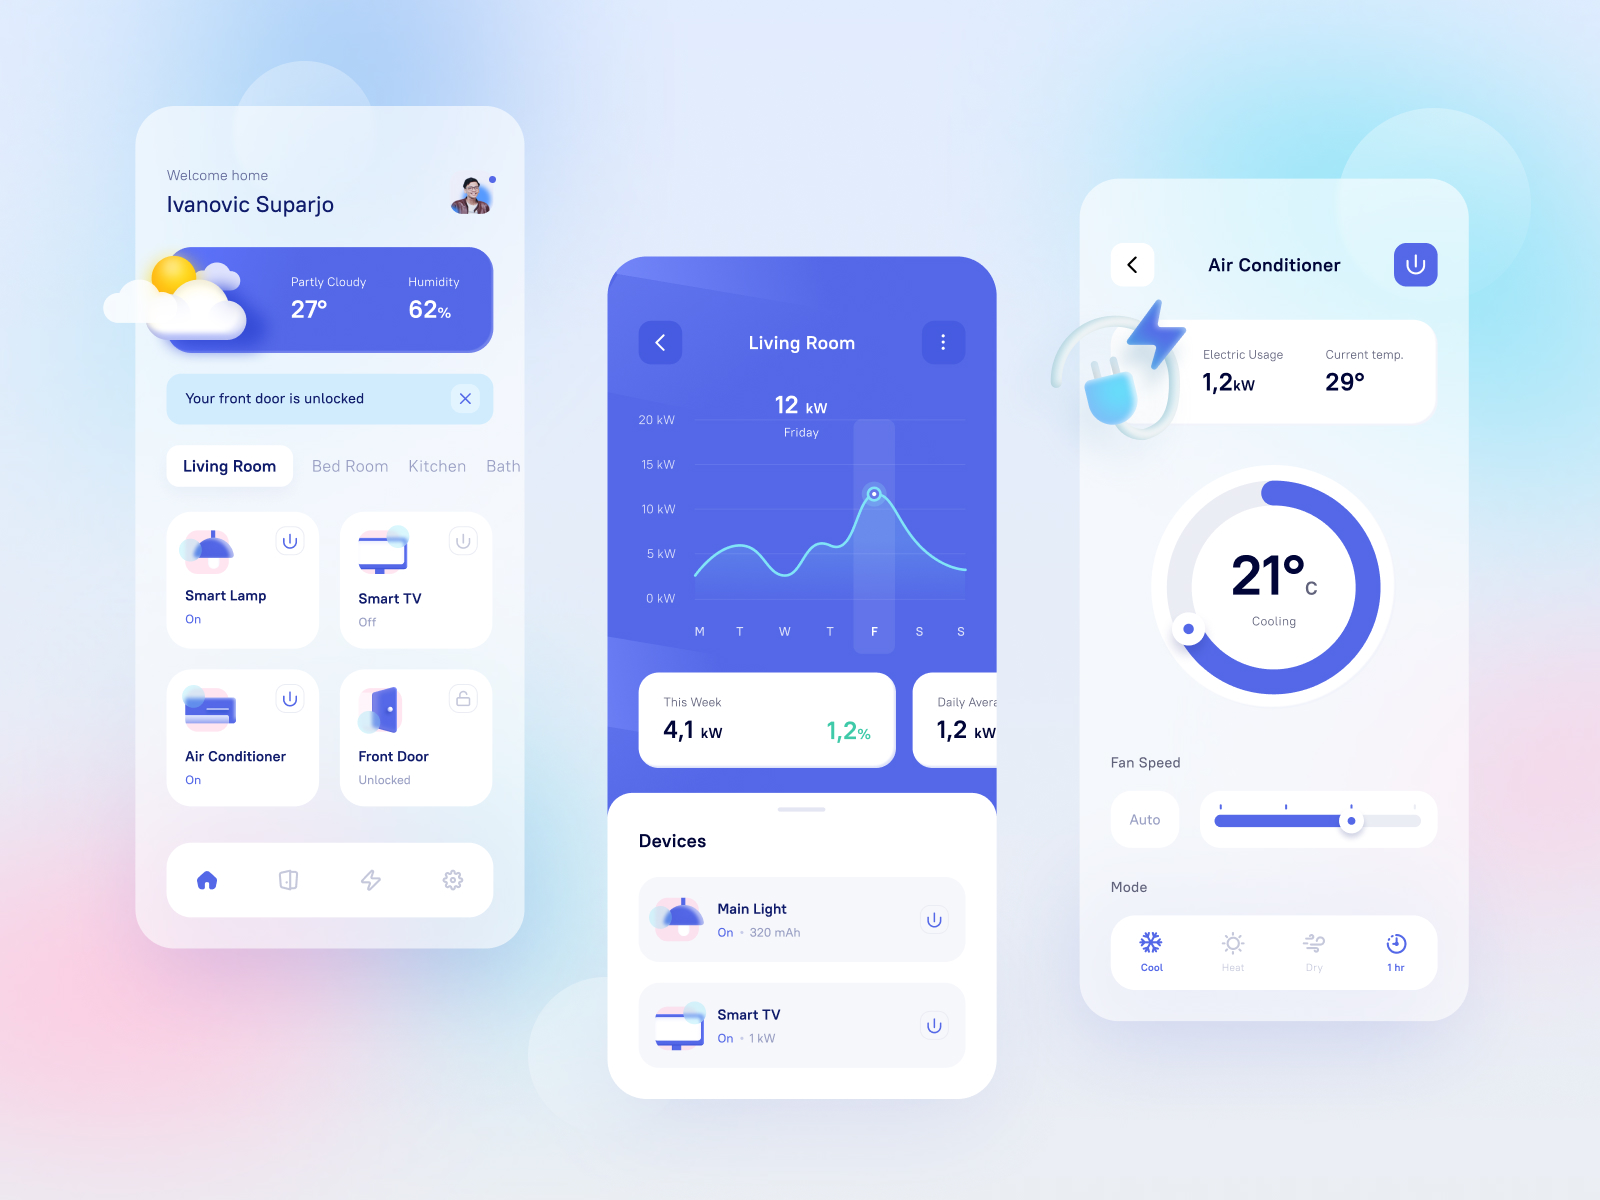 Welcome home
Ivanovic Suparjo
Partly Cloudy
27°
Humidity
62%
Your front door is unlocked
Living Room
Bed Room
Kitchen
Bath
Smart Lamp
On
Smart TV
Off
Air Conditioner
On
Front Door
Unlocked
Living Room
12 kW
Friday
20 kW
15 kW
10 kW
5 kW
0 kW
M T W T F S S
This Week
4,1 kW
1,2%
Daily Avera
1,2 kW
Devices
Main Light
On • 320 mAh
Smart TV
On • 1 kW
Air Conditioner
Electric Usage
1,2kW
Current temp.
29°
21°C
Cooling
Fan Speed
Auto
Mode
Cool
Heat
Dry
1 hr